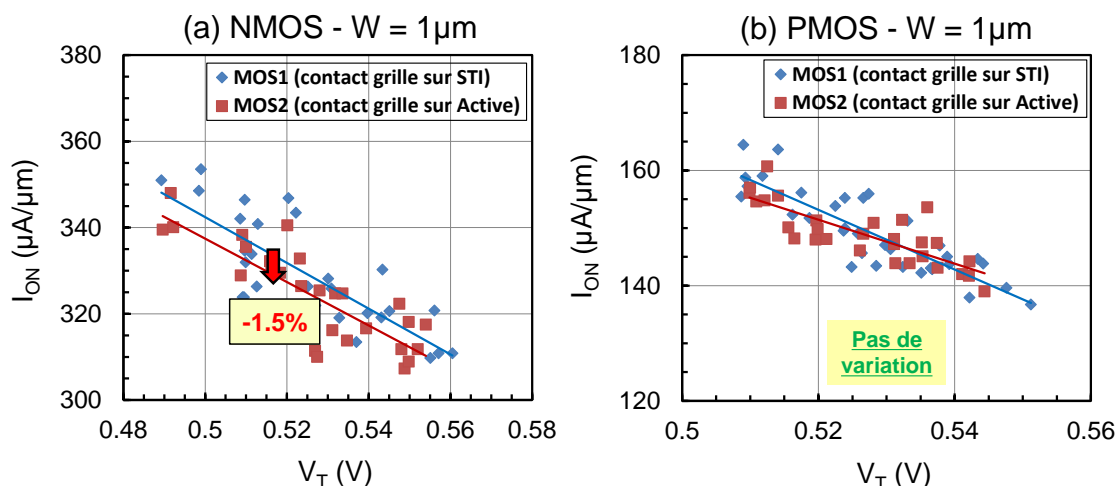 (a) NMOS - W = 1µm
380
360
340
320
300
I_ON (µA/µm)
MOS1 (contact grille sur STI)
MOS2 (contact grille sur Active)
-1.5%
0.48
0.5
0.52
0.54
0.56
0.58
V_T (V)
(b) PMOS - W = 1µm
180
160
140
120
I_ON (µA/µm)
MOS1 (contact grille sur STI)
MOS2 (contact grille sur Active)
Pas de
variation
0.5
0.52
0.54
0.56
V_T (V)